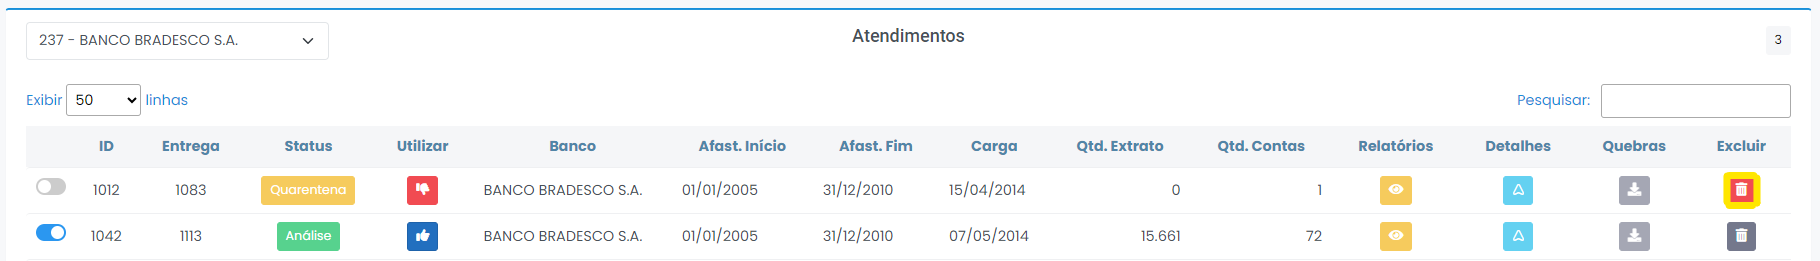 237 - BANCO BRADESCO S.A. Atendimentos 3
Exibir 50 linhas Pesquisar:
ID Entrega Status Utilizar Banco Afast. Início Afast. Fim Carga Qtd. Extrato Qtd. Contas Relatórios Detalhes Quebras Excluir
1012 1083 Quarentena BANCO BRADESCO S.A. 01/01/2005 31/12/2010 15/04/2014 0 1
1042 1113 Análise BANCO BRADESCO S.A. 01/01/2005 31/12/2010 07/05/2014 15.661 72